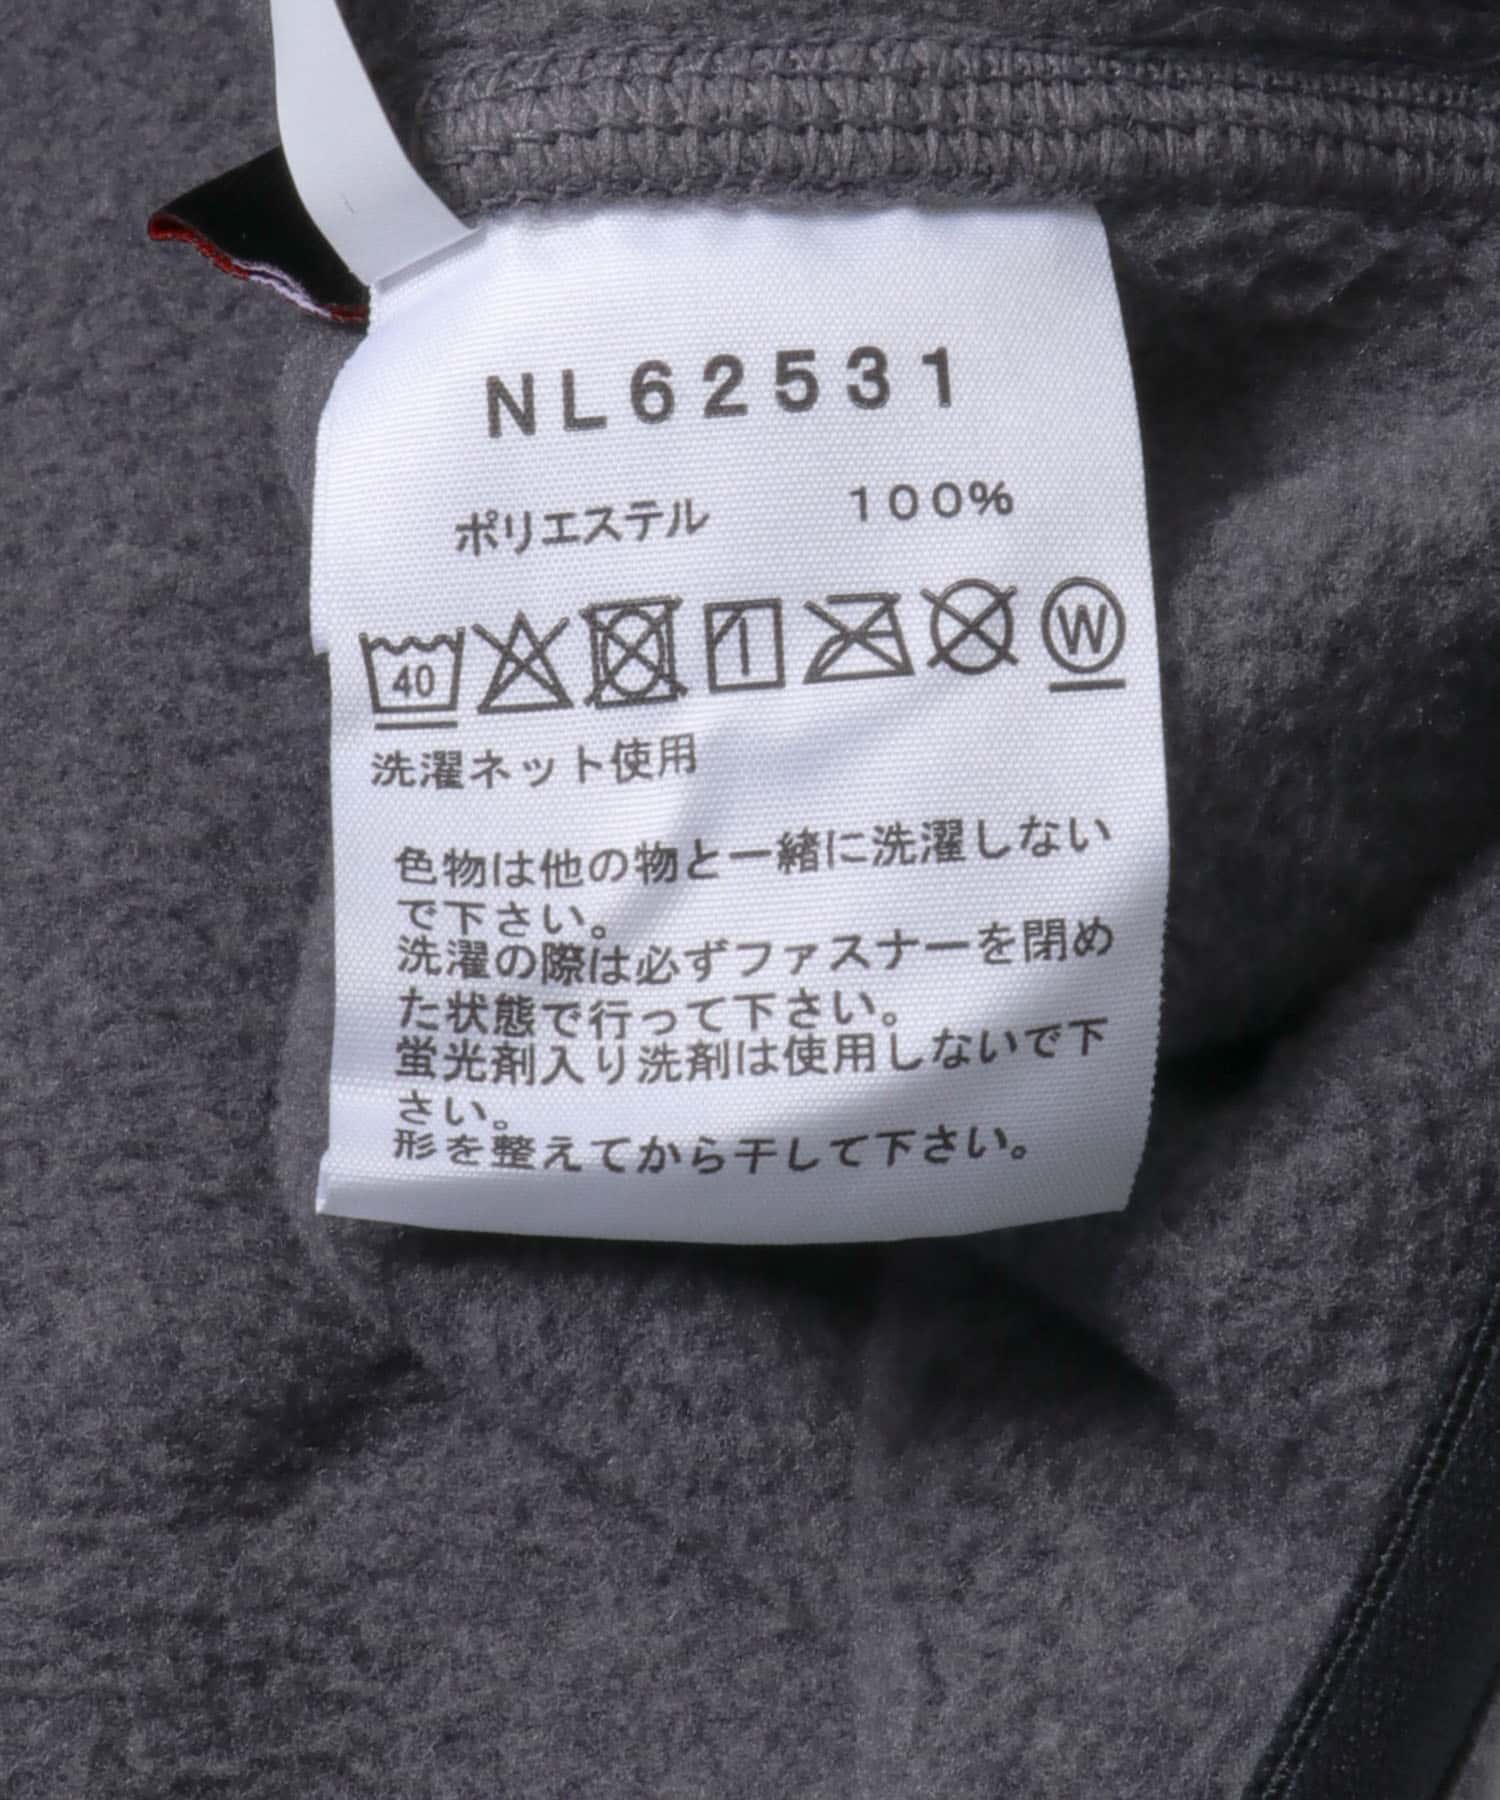 NL62531
ポリエステル 100%
40 W
洗濯ネット使用
色物は他の物と一緒に洗濯しない
で下さい。
洗濯の際は必ずファスナーを閉め
た状態で行って下さい。
蛍光剤入り洗剤は使用しないで下
さい。
形を整えてから干して下さい。